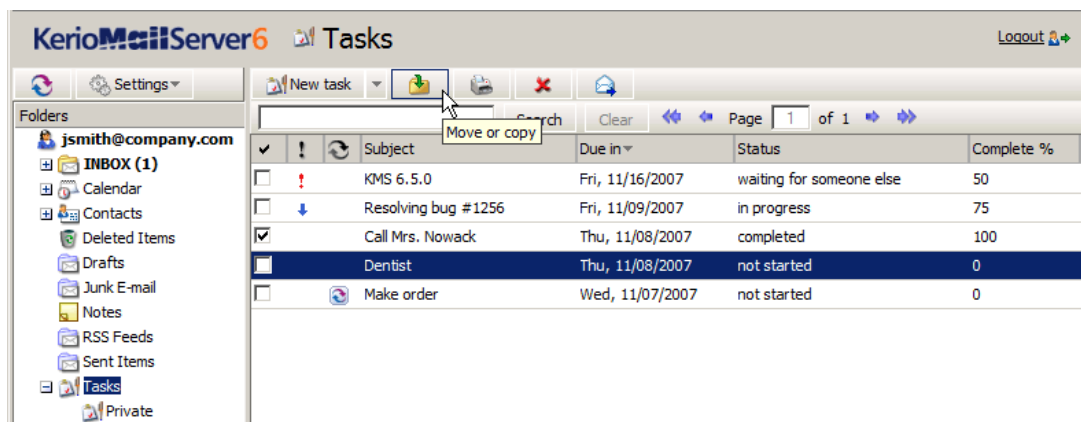 KerioMailServer6 Tasks Logout
Settings New task
Folders Search Clear Page 1 of 1
Move or copy
jsmith@company.com
INBOX (1)
Calendar
Contacts
Deleted Items
Drafts
Junk E-mail
Notes
RSS Feeds
Sent Items
Tasks
Private
! Subject Due in Status Complete %
! KMS 6.5.0 Fri, 11/16/2007 waiting for someone else 50
Resolving bug #1256 Fri, 11/09/2007 in progress 75
Call Mrs. Nowack Thu, 11/08/2007 completed 100
Dentist Thu, 11/08/2007 not started 0
Make order Wed, 11/07/2007 not started 0